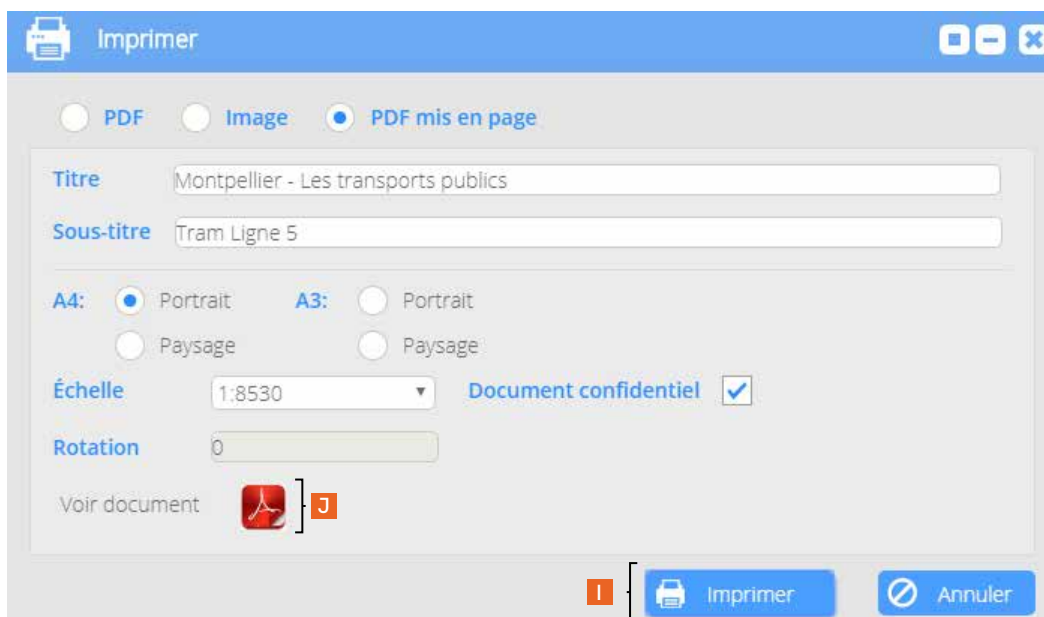 Imprimer
PDF Image PDF mis en page
Titre Montpellier - Les transports publics
Sous-titre Tram Ligne 5
A4: Portrait A3: Portrait
Paysage Paysage
Échelle 1:8530 Document confidentiel
Rotation 0
Voir document J
I Imprimer Annuler